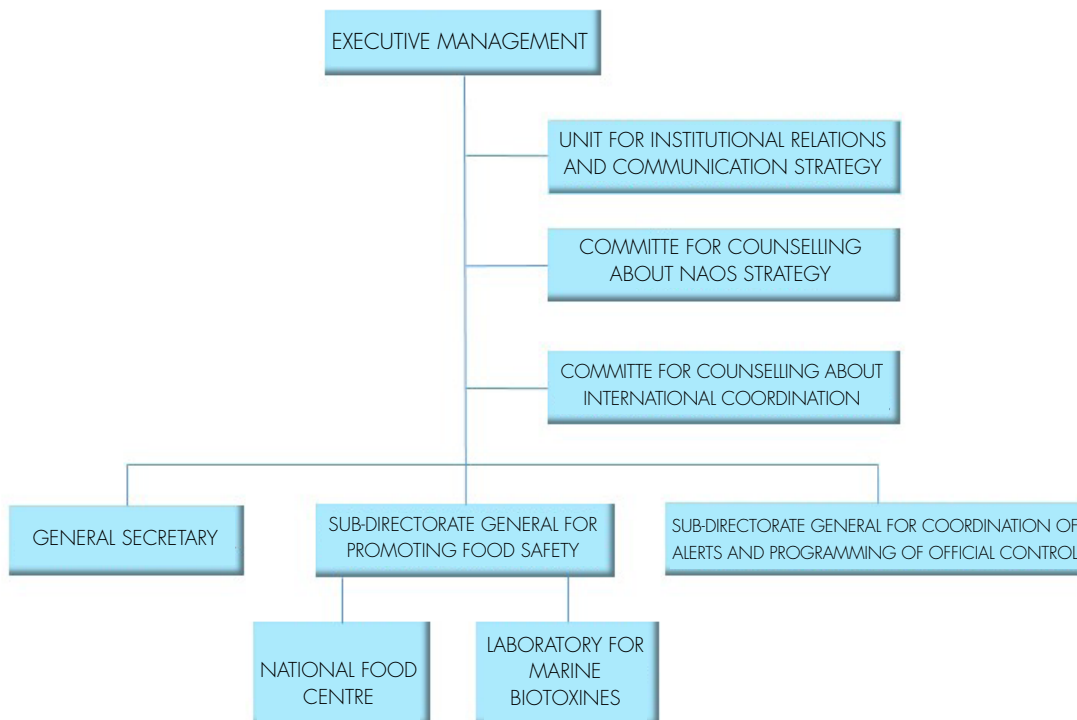 EXECUTIVE MANAGEMENT
UNIT FOR INSTITUTIONAL RELATIONS
AND COMMUNICATION STRATEGY
COMMITTE FOR COUNSELLING
ABOUT NAOS STRATEGY
COMMITTE FOR COUNSELLING ABOUT
INTERNATIONAL COORDINATION
GENERAL SECRETARY
SUB-DIRECTORATE GENERAL FOR
PROMOTING FOOD SAFETY
SUB-DIRECTORATE GENERAL FOR COORDINATION OF
ALERTS AND PROGRAMMING OF OFFICIAL CONTROL
NATIONAL FOOD
CENTRE
LABORATORY FOR
MARINE
BIOTOXINES